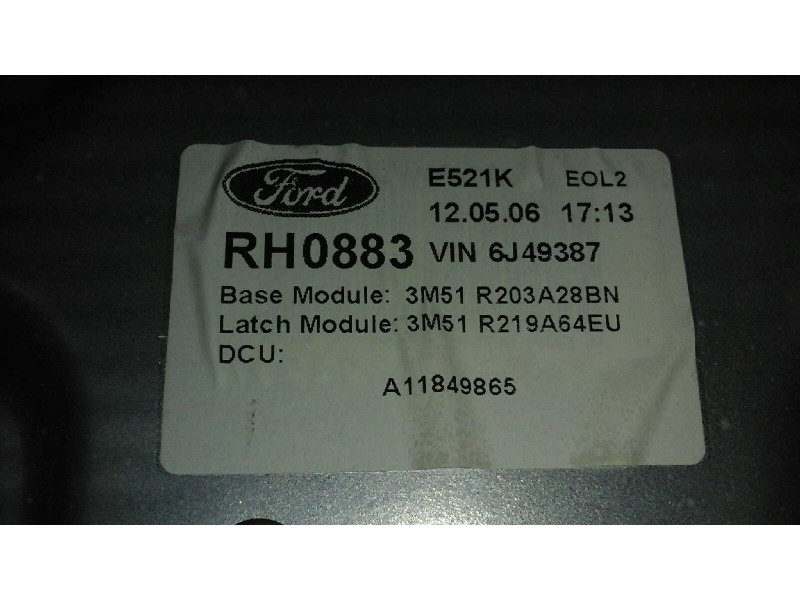 Ford
E521K EOL2
12.05.06 17:13
RH0883 VIN 6J49387
Base Module: 3M51 R203A28BN
Latch Module: 3M51 R219A64EU
DCU:
A11849865